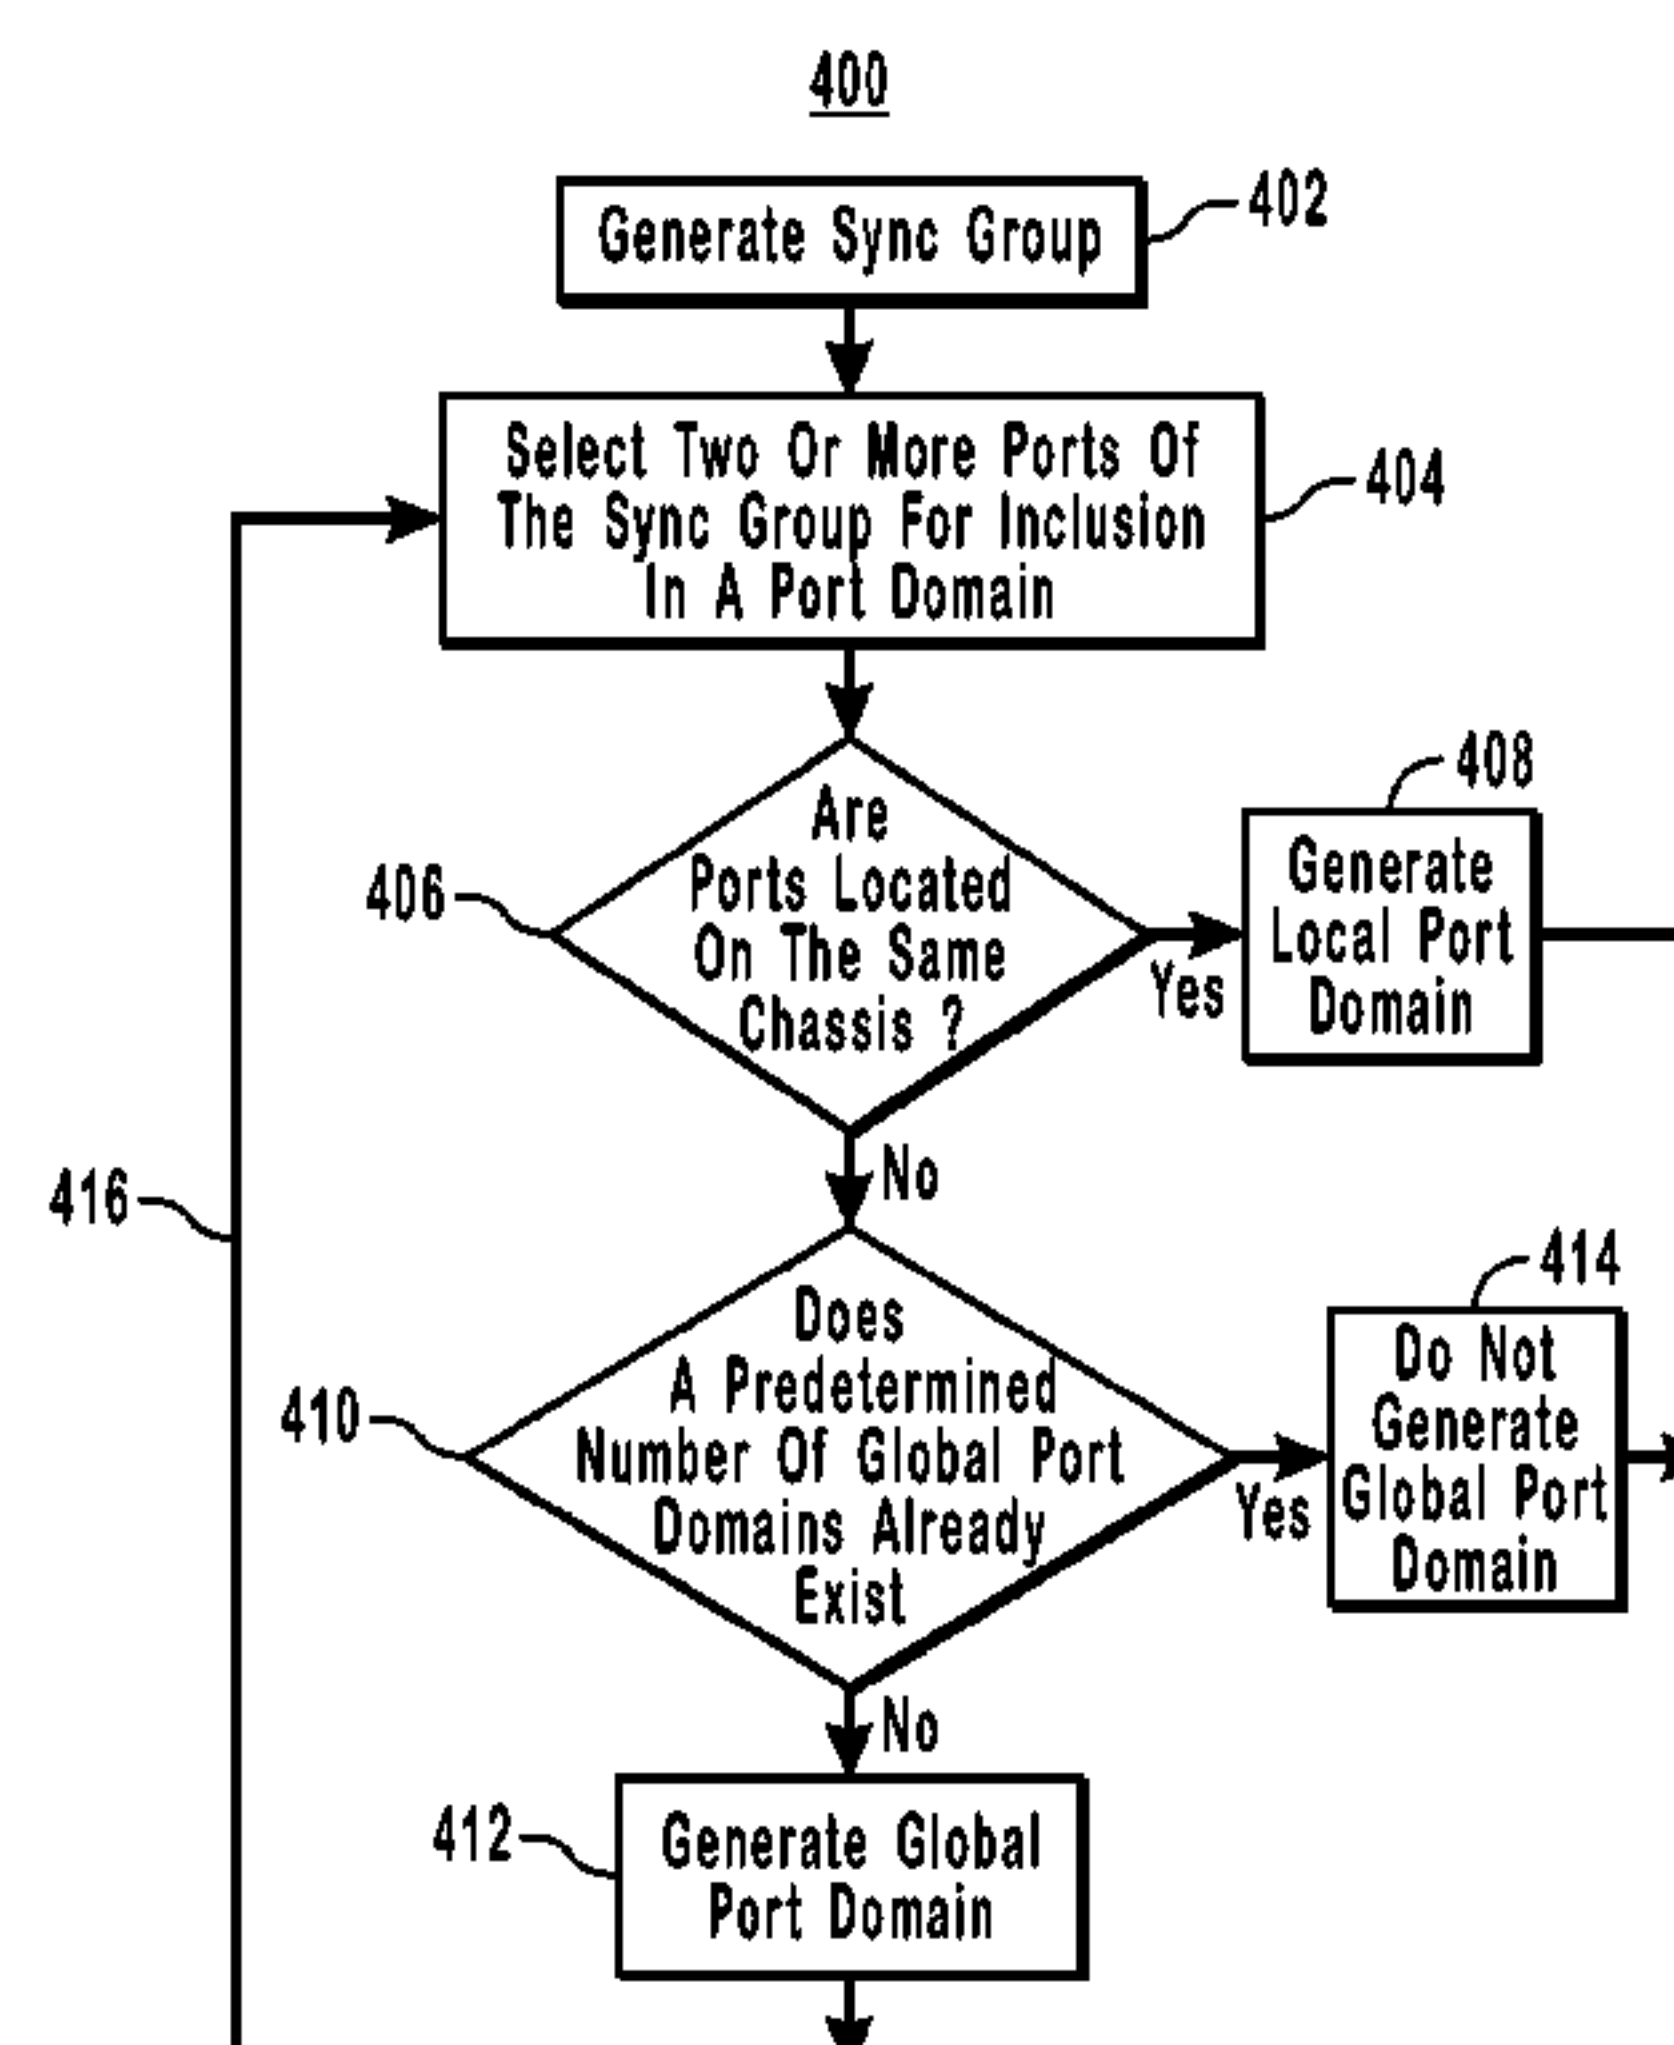 400
Generate Sync Group
402
Select Two Or More Ports Of
The Sync Group For Inclusion
In A Port Domain
404
Are
Ports Located
On The Same
Chassis ?
406
Yes
408
Generate
Local Port
Domain
No
416
Does
A Predetermined
Number Of Global Port
Domains Already
Exist
410
Yes
414
Do Not
Generate
Global Port
Domain
No
412
Generate Global
Port Domain